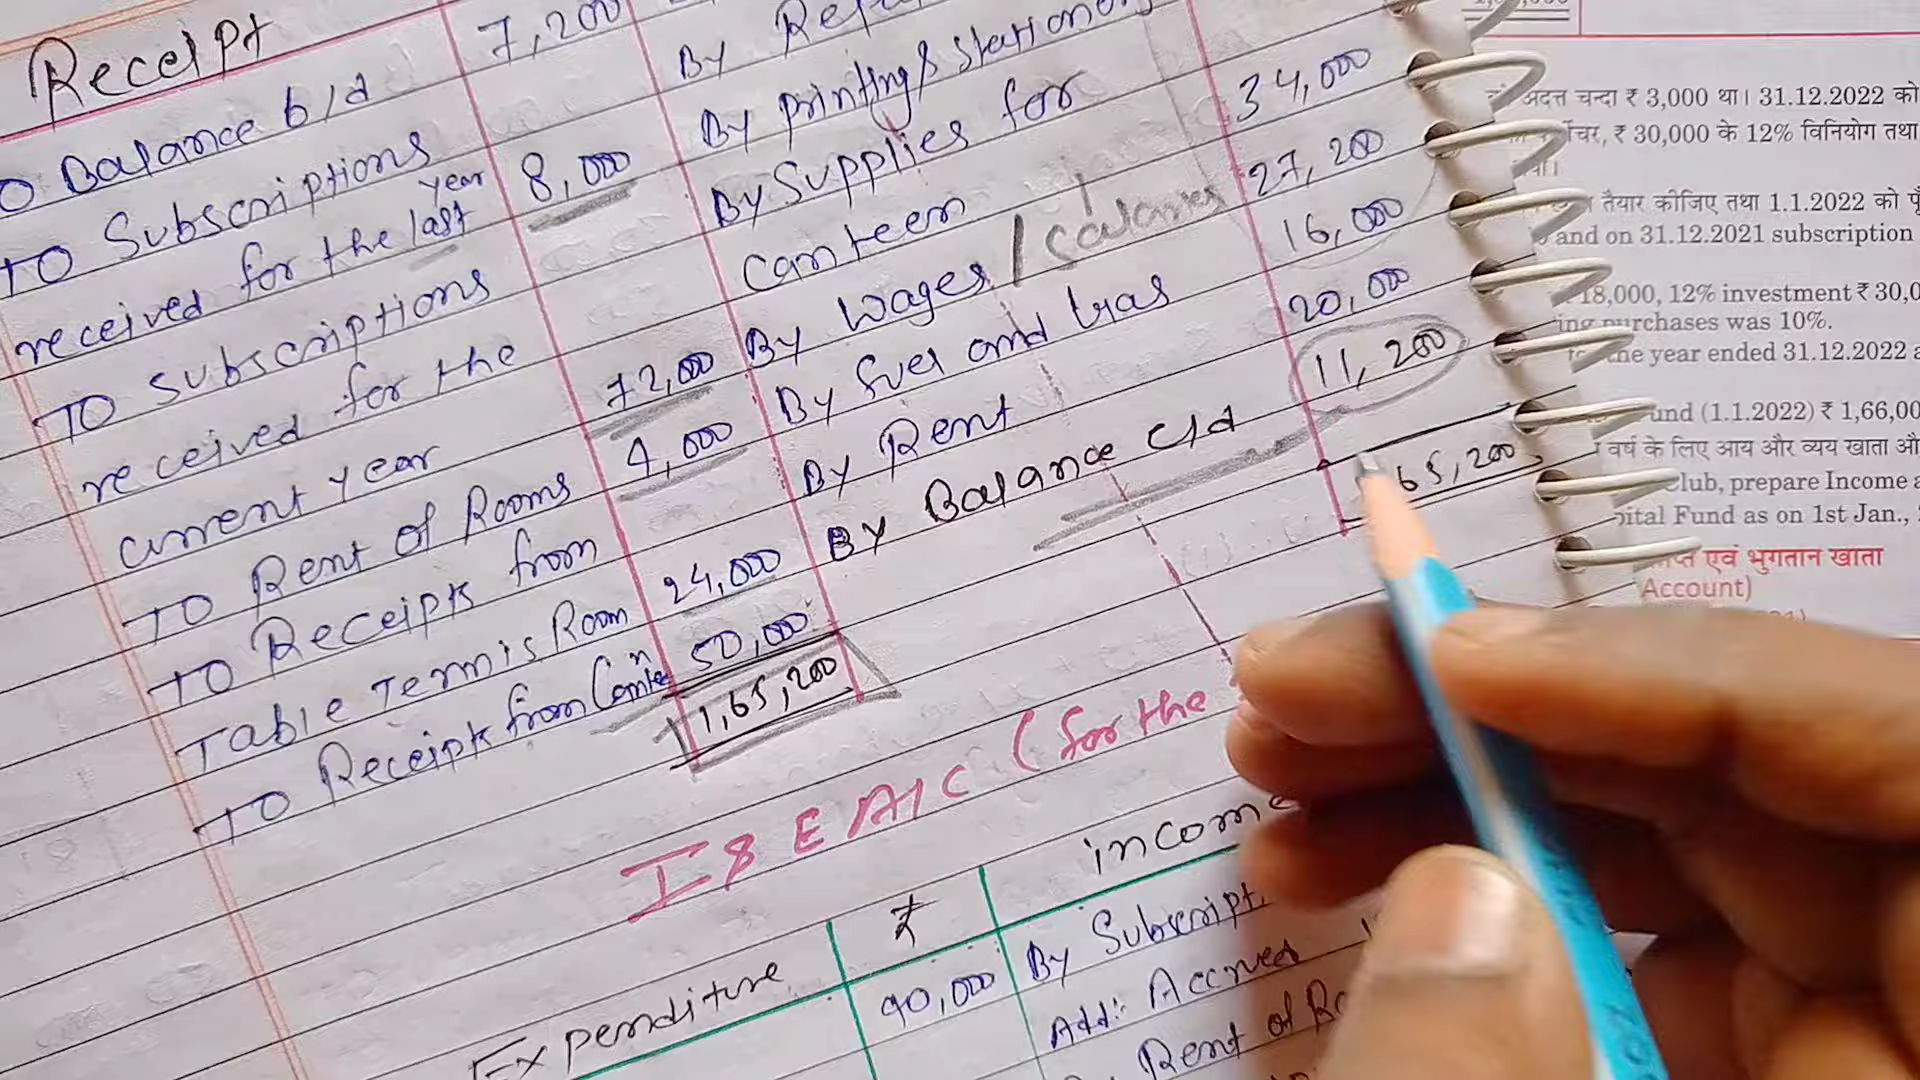 Receipt
To Balance b/d 7,200
To Subscriptions
received for the last year 8,000
To Subscriptions
received for the
current year 72,000
To Rent of Rooms 4,000
To Receipts from
Table Tennis Room 24,000
To Receipts from Canteen 50,000
1,65,200
By
By Printing & Stationery
By Supplies for
Canteen 34,000
By Wages / Salaries 27,200
By Fuel and Gas 16,000
By Rent 20,000
By Balance c/d 11,200
65,200
I & E A/C (for the
Expenditure ₹ income
90,000 By Subscript.
Add:- Accrued
Rent of
अदत्त चन्दा ₹ 3,000 था। 31.12.2022 को
₹ 30,000 के 12% विनियोग तथा
तैयार कीजिए तथा 1.1.2022 को
and on 31.12.2021 subscription
18,000, 12% investment ₹ 30,0
purchases was 10%.
the year ended 31.12.2022
und (1.1.2022) ₹ 1,66,00
वर्ष के लिए आय और व्यय खाता
Club, prepare Income
pital Fund as on 1st Jan.,
एवं भुगतान खाता
Account)